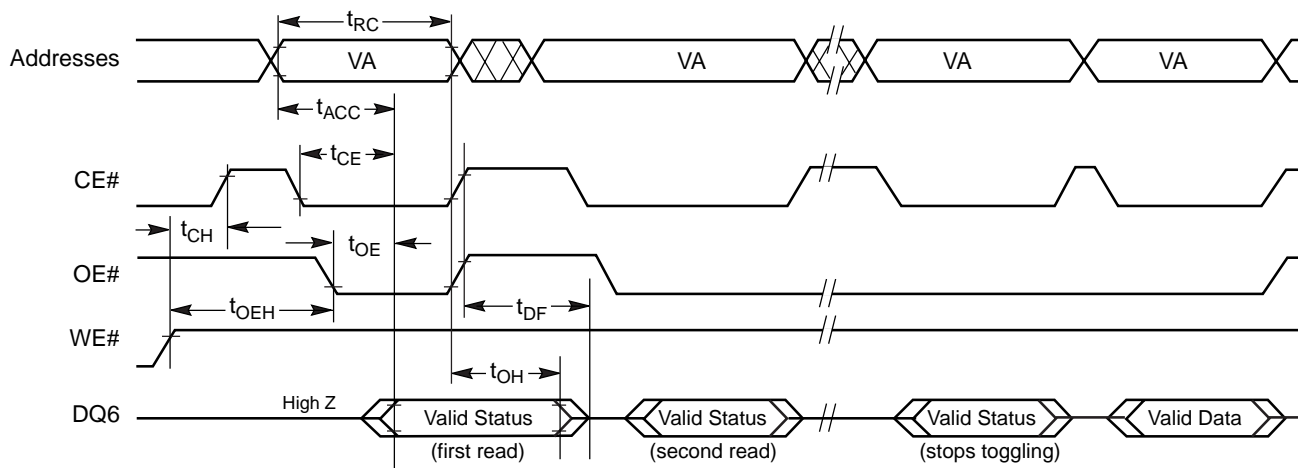 tRC
Addresses VA VA VA VA
tACC
tCE
CE#
tCH
tOE
OE#
tOEH
tDF
WE#
tOH
DQ6 High Z Valid Status Valid Status Valid Status Valid Data
(first read) (second read) (stops toggling)